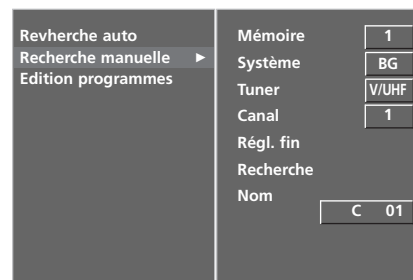 Revherche auto
Recherche manuelle ►
Edition programmes
Mémoire 1
Système BG
Tuner V/UHF
Canal 1
Régl. fin
Recherche
Nom
C 01